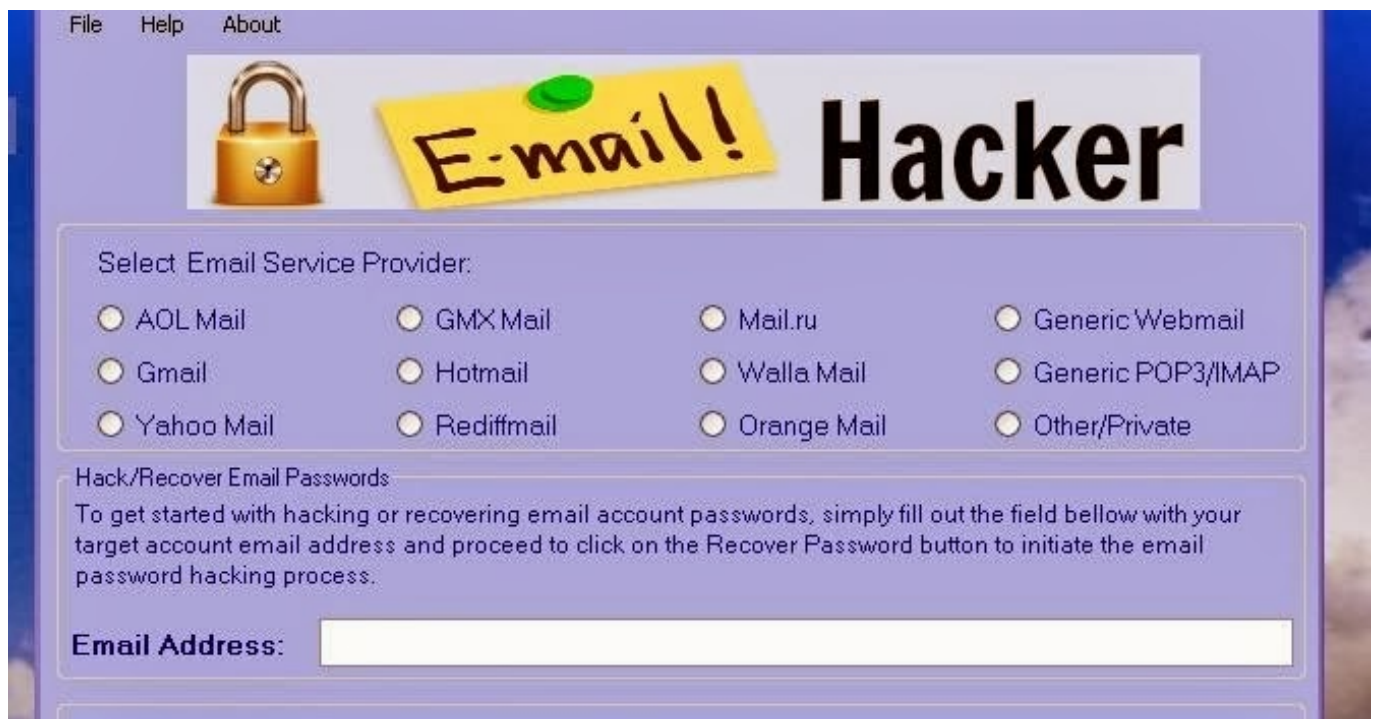 File Help About
E-mail! Hacker
Select Email Service Provider:
AOL Mail GMX Mail Mail.ru Generic Webmail
Gmail Hotmail Walla Mail Generic POP3/IMAP
Yahoo Mail Rediffmail Orange Mail Other/Private
Hack/Recover Email Passwords
To get started with hacking or recovering email account passwords, simply fill out the field bellow with your
target account email address and proceed to click on the Recover Password button to initiate the email
password hacking process.
Email Address: